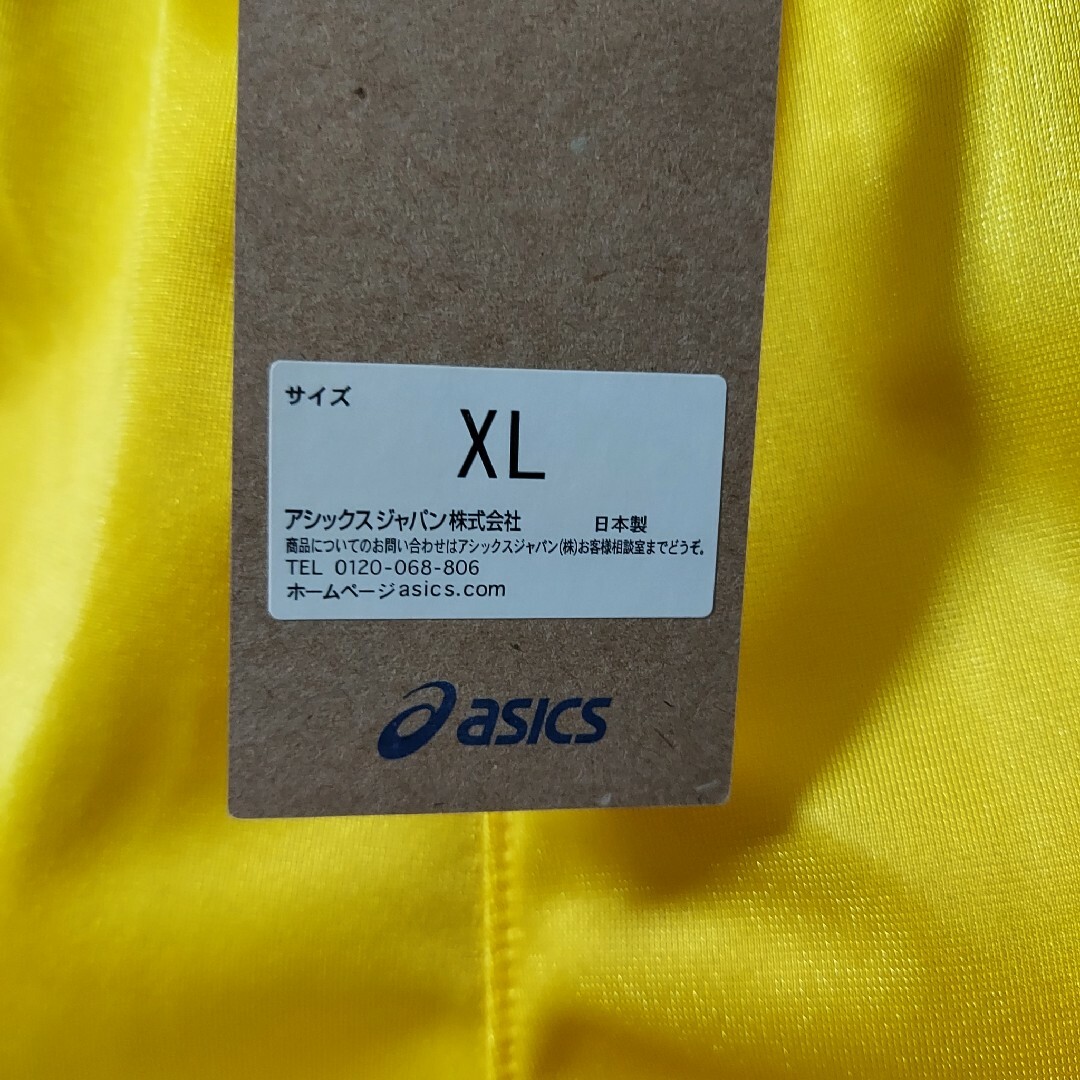 サイズ
XL
アシックスジャパン株式会社 日本製
商品についてのお問い合わせはアシックスジャパン(株)お客様相談室までどうぞ。
TEL 0120-068-806
ホームページasics.com
asics